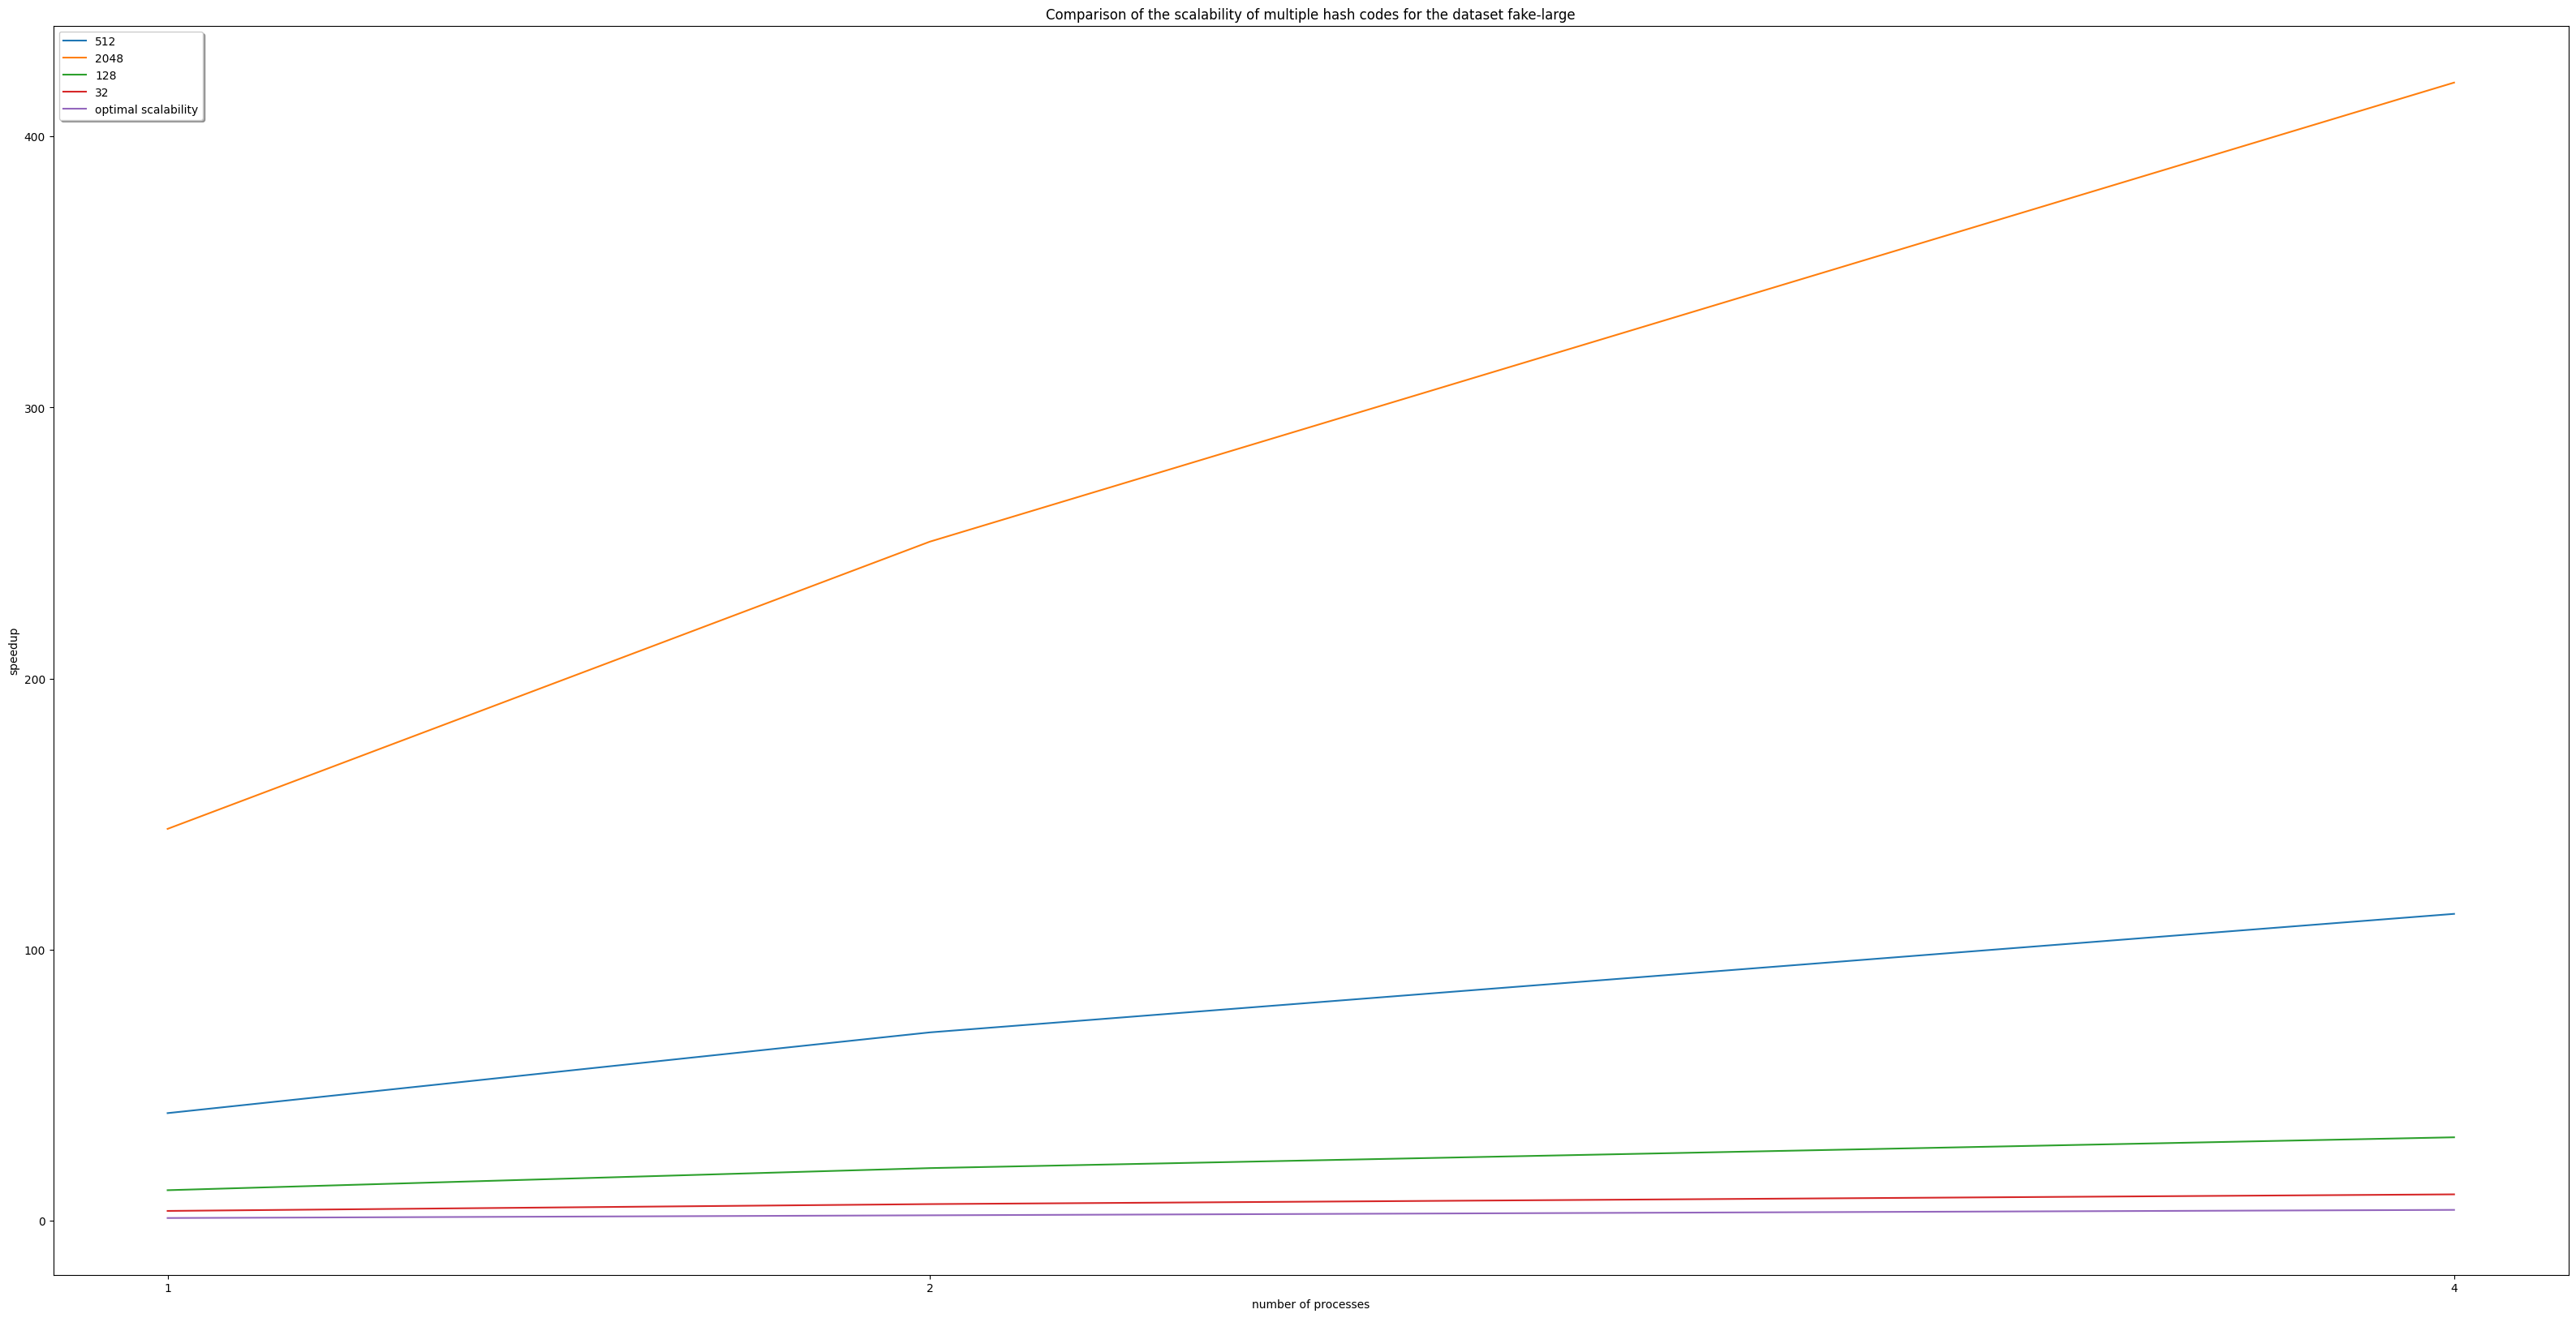 Comparison of the scalability of multiple hash codes for the dataset fake-large
512
2048
128
32
optimal scalability
400
300
200
100
0
speedup
1 2 4
number of processes